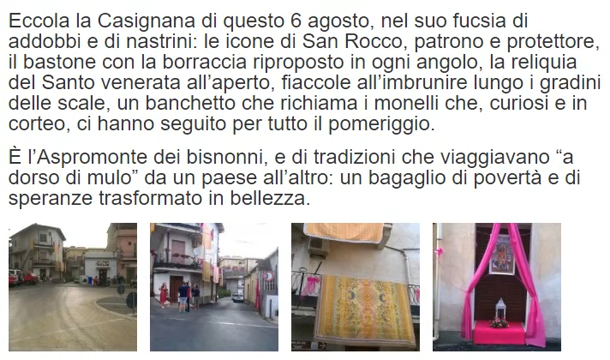 Eccola la Casignana di questo 6 agosto, nel suo fucsia di
addobbi e di nastrini: le icone di San Rocco, patrono e protettore,
il bastone con la borraccia riproposto in ogni angolo, la reliquia
del Santo venerata all’aperto, fiaccole all’imbrunire lungo i gradini
delle scale, un banchetto che richiama i monelli che, curiosi e in
corteo, ci hanno seguito per tutto il pomeriggio.
È l’Aspromonte dei bisnonni, e di tradizioni che viaggiavano “a
dorso di mulo” da un paese all’altro: un bagaglio di povertà e di
speranze trasformato in bellezza.